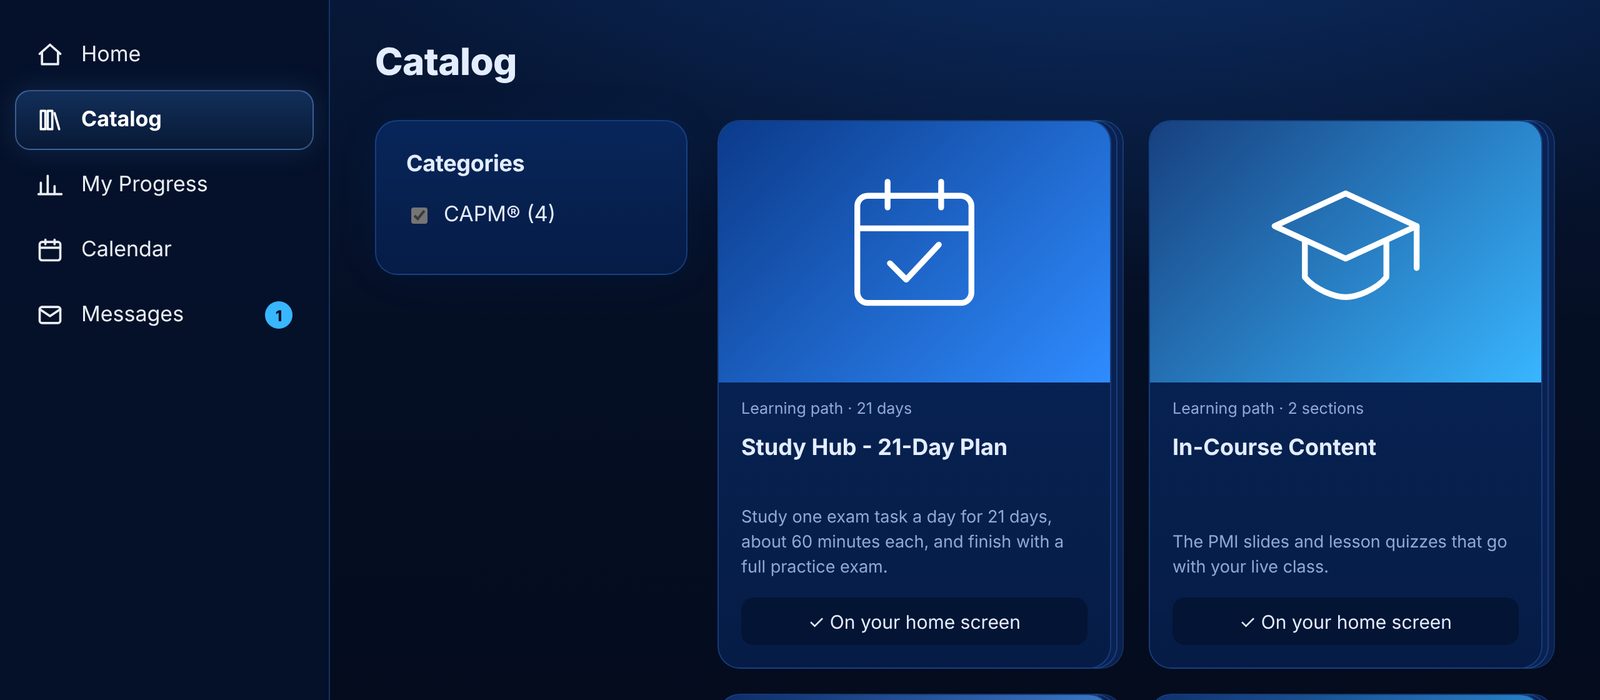 Home
Catalog
My Progress
Calendar
Messages
1
Catalog
Categories
CAPM® (4)
Learning path · 21 days
Study Hub - 21-Day Plan
Study one exam task a day for 21 days,
about 60 minutes each, and finish with a
full practice exam.
✓ On your home screen
Learning path · 2 sections
In-Course Content
The PMI slides and lesson quizzes that go
with your live class.
✓ On your home screen